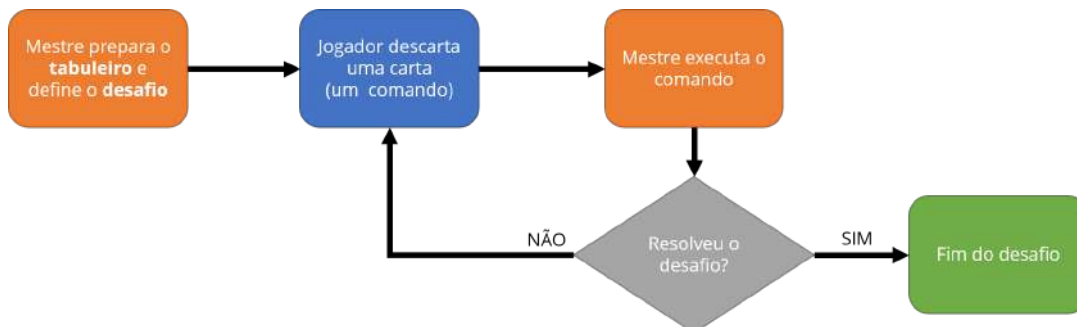 Mestre prepara o
tabuleiro e
define o desafio
Jogador descarta
uma carta
(um comando)
Mestre executa o
comando
Resolveu o
desafio?
NÃO
SIM
Fim do desafio